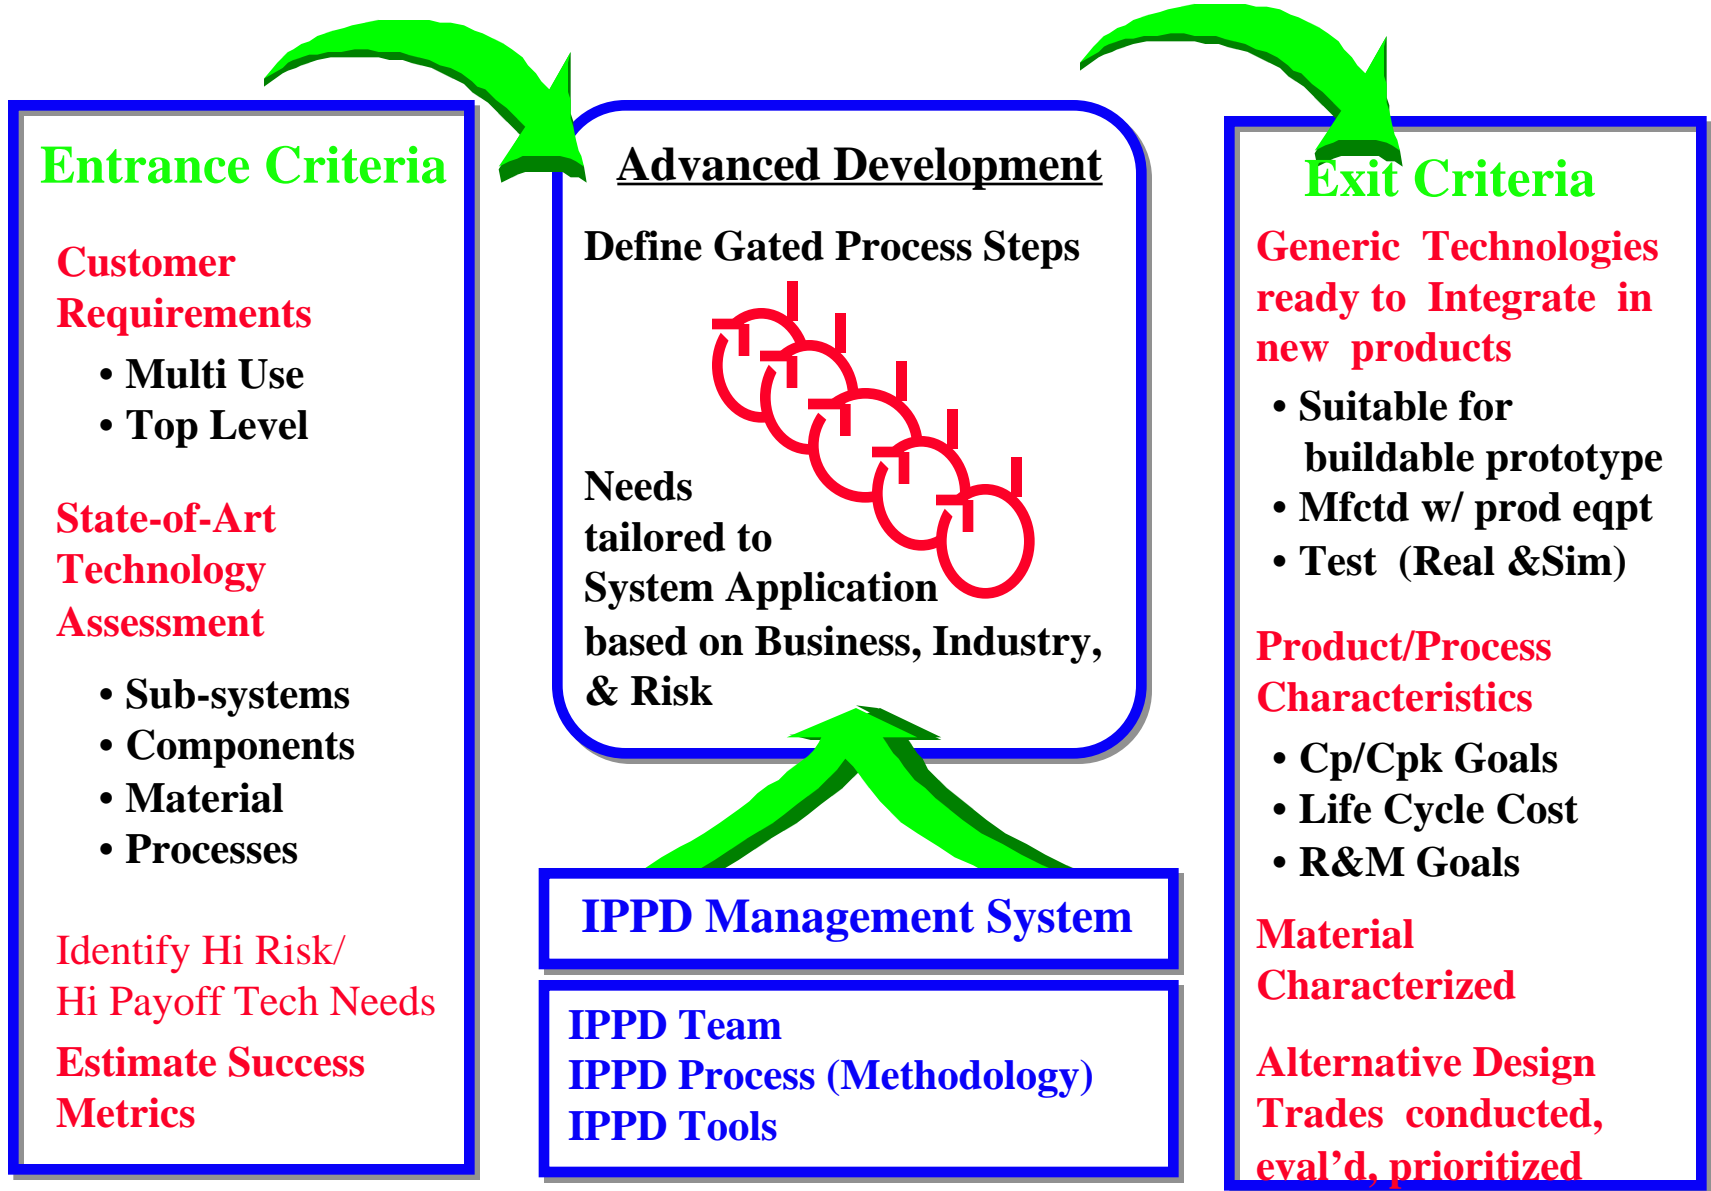 Entrance Criteria
Customer
Requirements
• Multi Use
• Top Level
State-of-Art
Technology
Assessment
• Sub-systems
• Components
• Material
• Processes
Identify Hi Risk/
Hi Payoff Tech Needs
Estimate Success
Metrics
Advanced Development
Define Gated Process Steps
Needs
tailored to
System Application
based on Business, Industry,
& Risk
IPPD Management System
IPPD Team
IPPD Process (Methodology)
IPPD Tools
Exit Criteria
Generic Technologies
ready to Integrate in
new products
• Suitable for
buildable prototype
• Mfctd w/ prod eqpt
• Test (Real &Sim)
Product/Process
Characteristics
• Cp/Cpk Goals
• Life Cycle Cost
• R&M Goals
Material
Characterized
Alternative Design
Trades conducted,
eval’d, prioritized